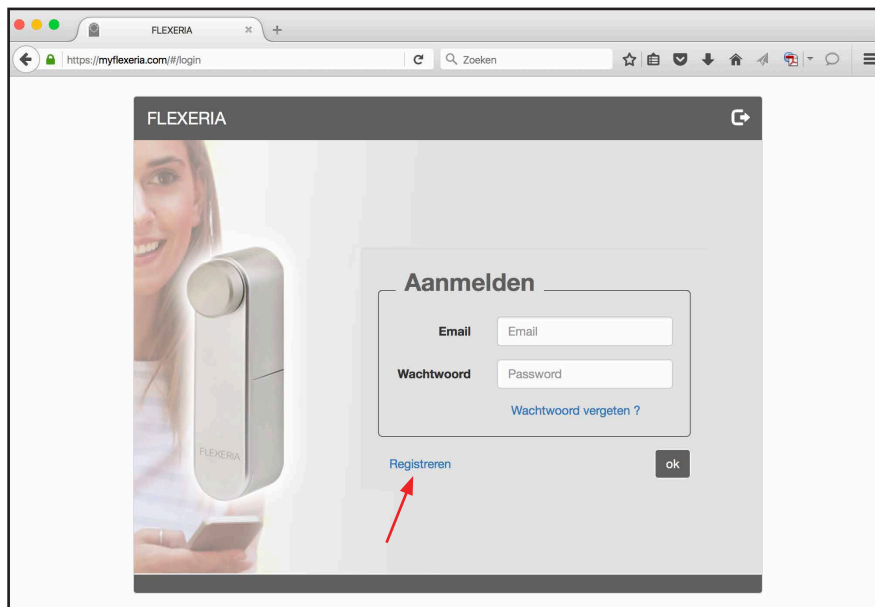 FLEXERIA
https://myflexeria.com/#/login
Zoeken
FLEXERIA
Aanmelden
Email Email
Wachtwoord Password
Wachtwoord vergeten ?
Registreren ok
FLEXERIA